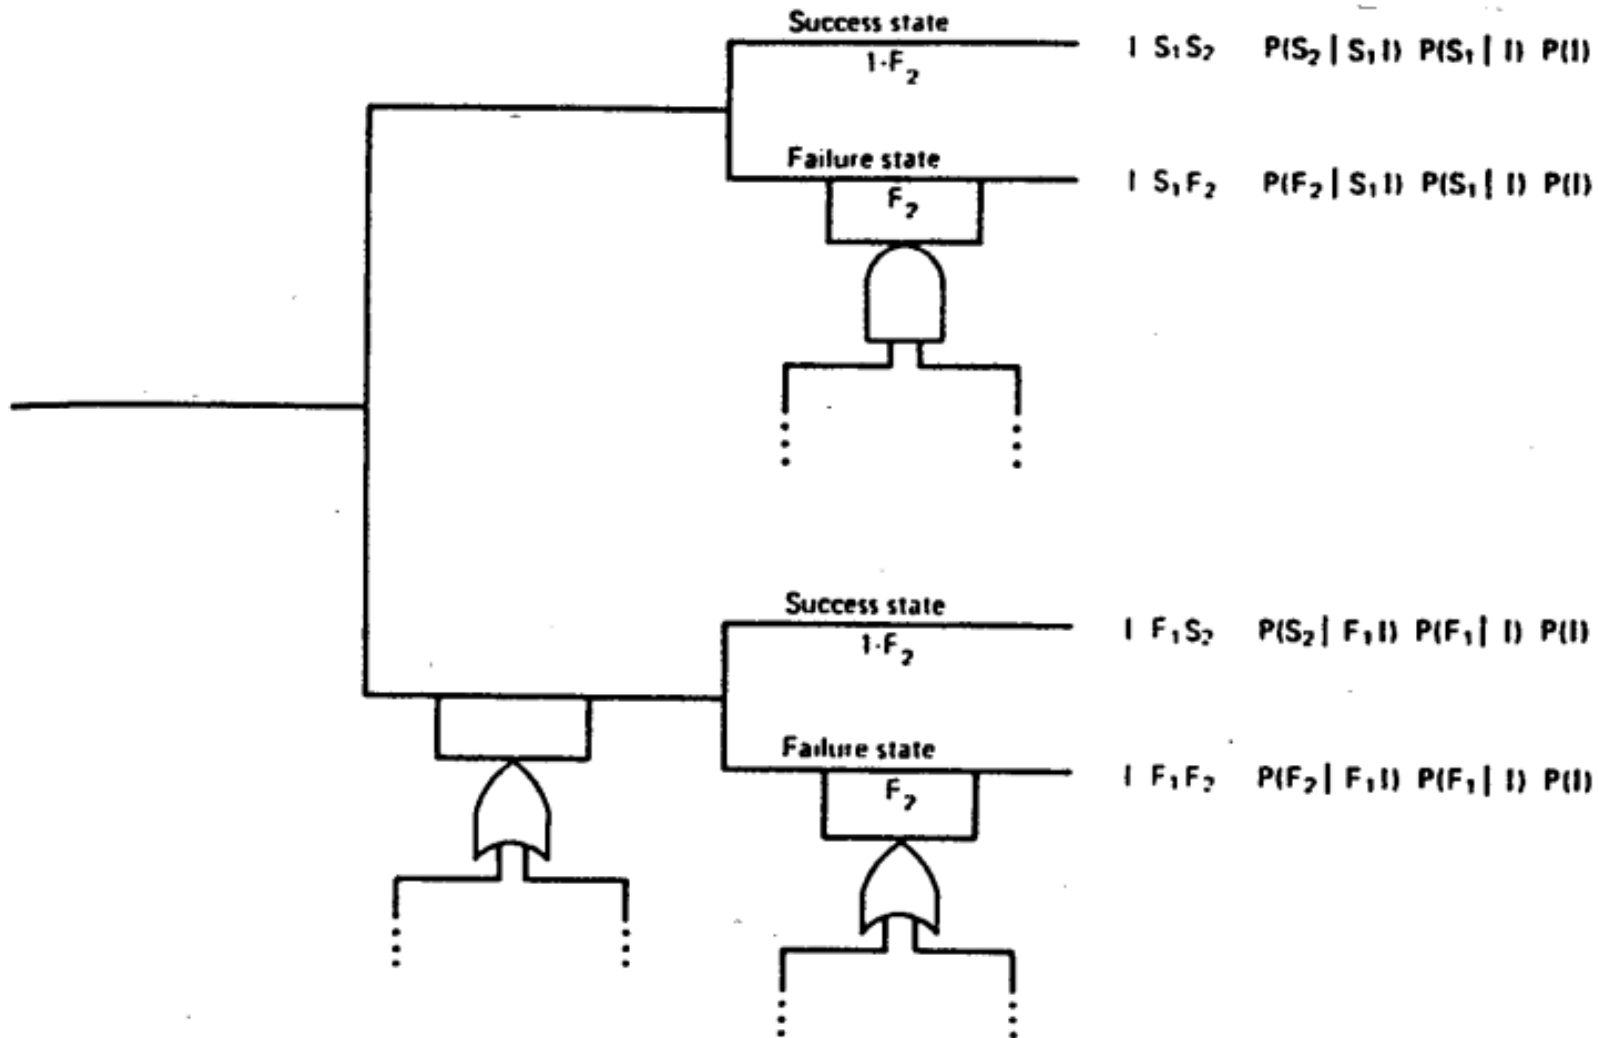 Success state
1-F₂
I S₁S₂ P(S₂ | S₁I) P(S₁ | I) P(I)
Failure state
F₂
I S₁F₂ P(F₂ | S₁I) P(S₁ | I) P(I)
Success state
1-F₂
I F₁S₂ P(S₂ | F₁I) P(F₁ | I) P(I)
Failure state
F₂
I F₁F₂ P(F₂ | F₁I) P(F₁ | I) P(I)